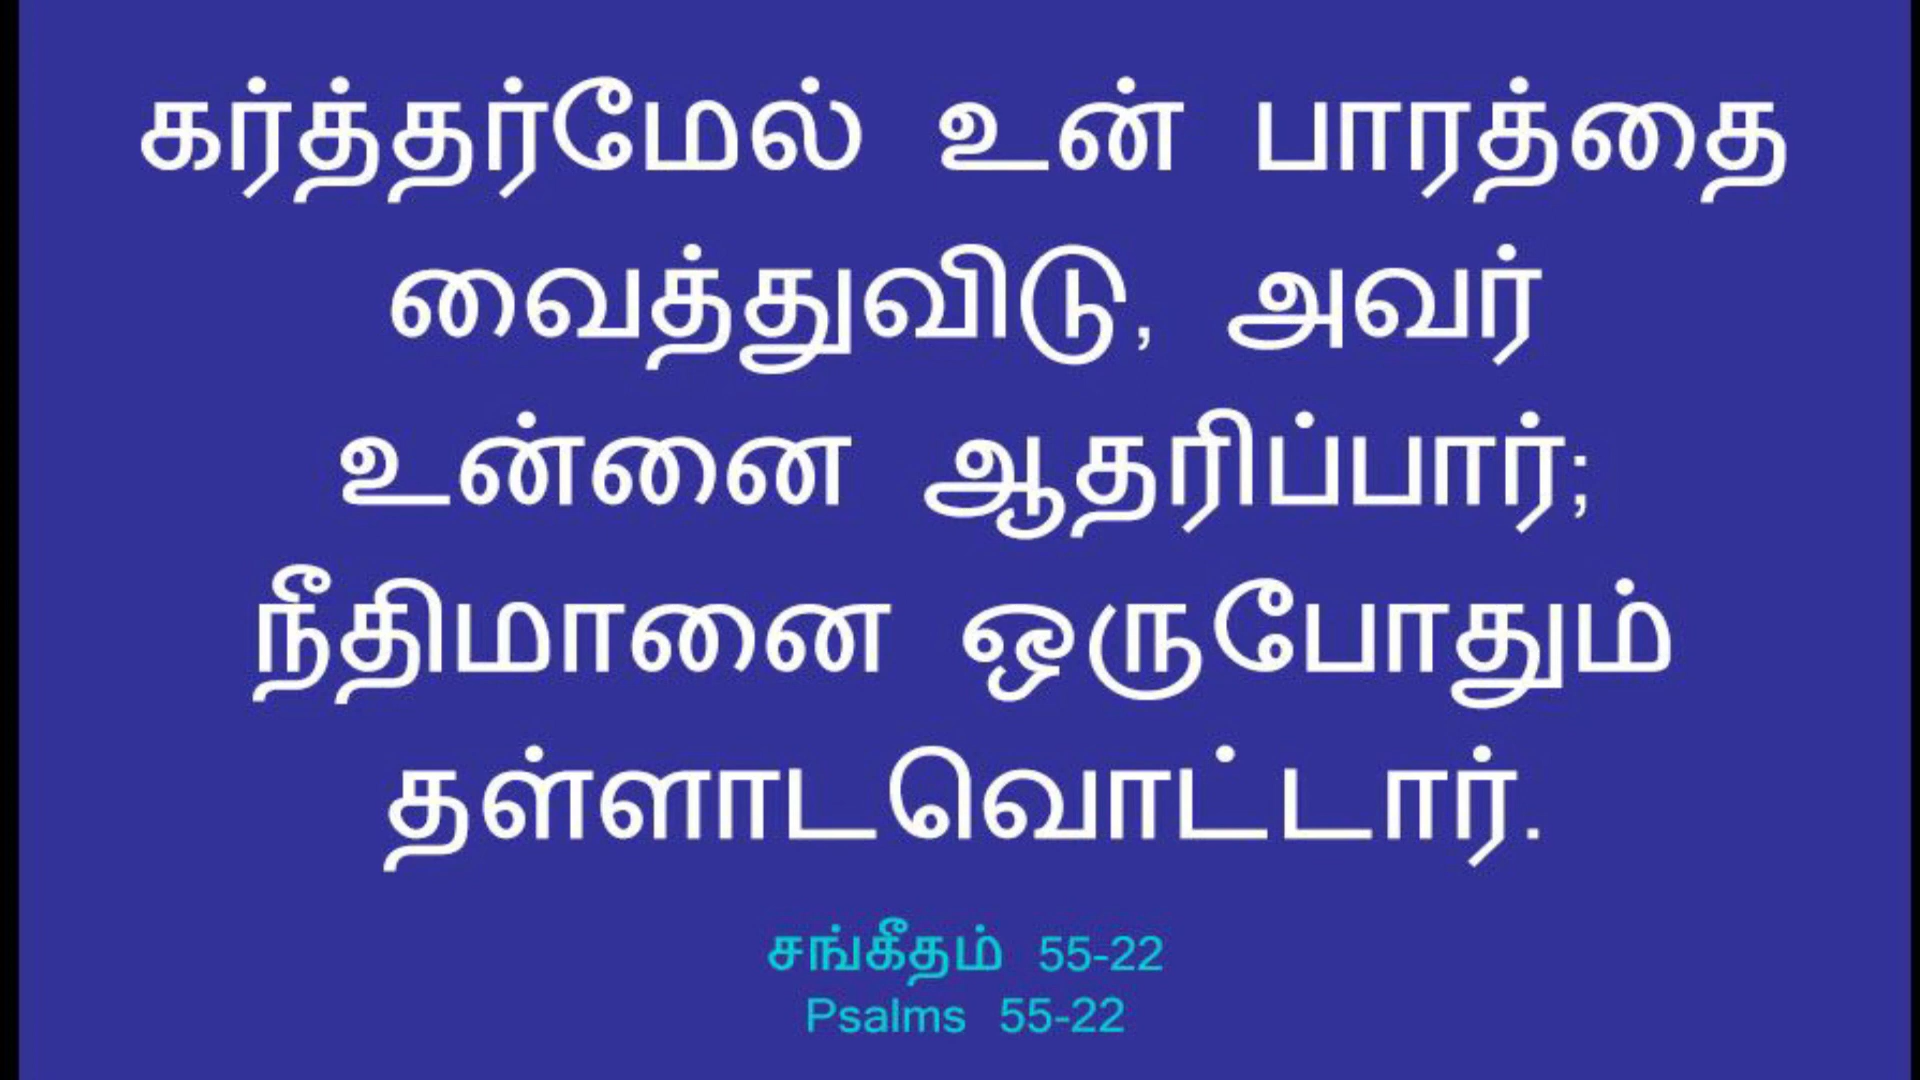 கர்த்தர்மேல் உன் பாரத்தை
வைத்துவிடு, அவர்
உன்னை ஆதரிப்பார்;
நீதிமானை ஒருபோதும்
தள்ளாடவொட்டார்.
சங்கீதம் 55-22
Psalms 55-22